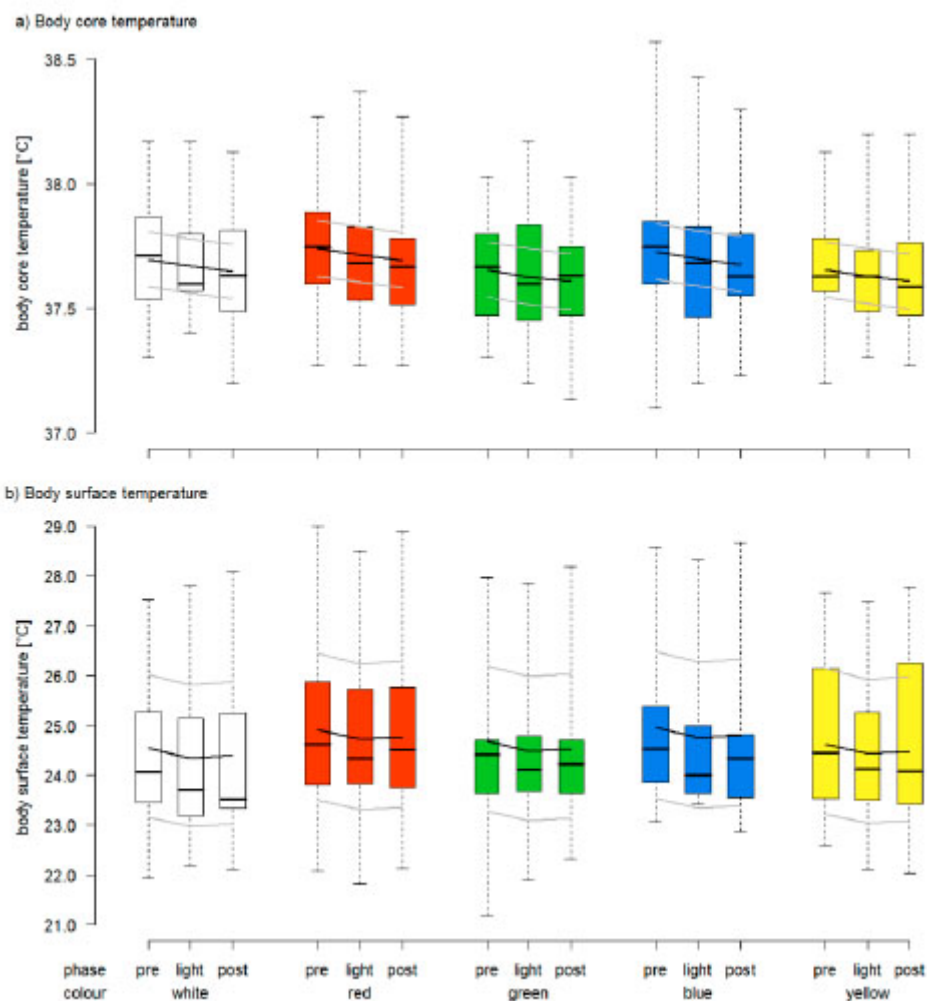 a) Body core temperature
38.5
38.0
37.5
37.0
body core temperature [°C]
b) Body surface temperature
29.0
28.0
27.0
26.0
25.0
24.0
23.0
22.0
21.0
body surface temperature [°C]
phase pre light post pre light post pre light post pre light post pre light post
colour white red green blue yellow